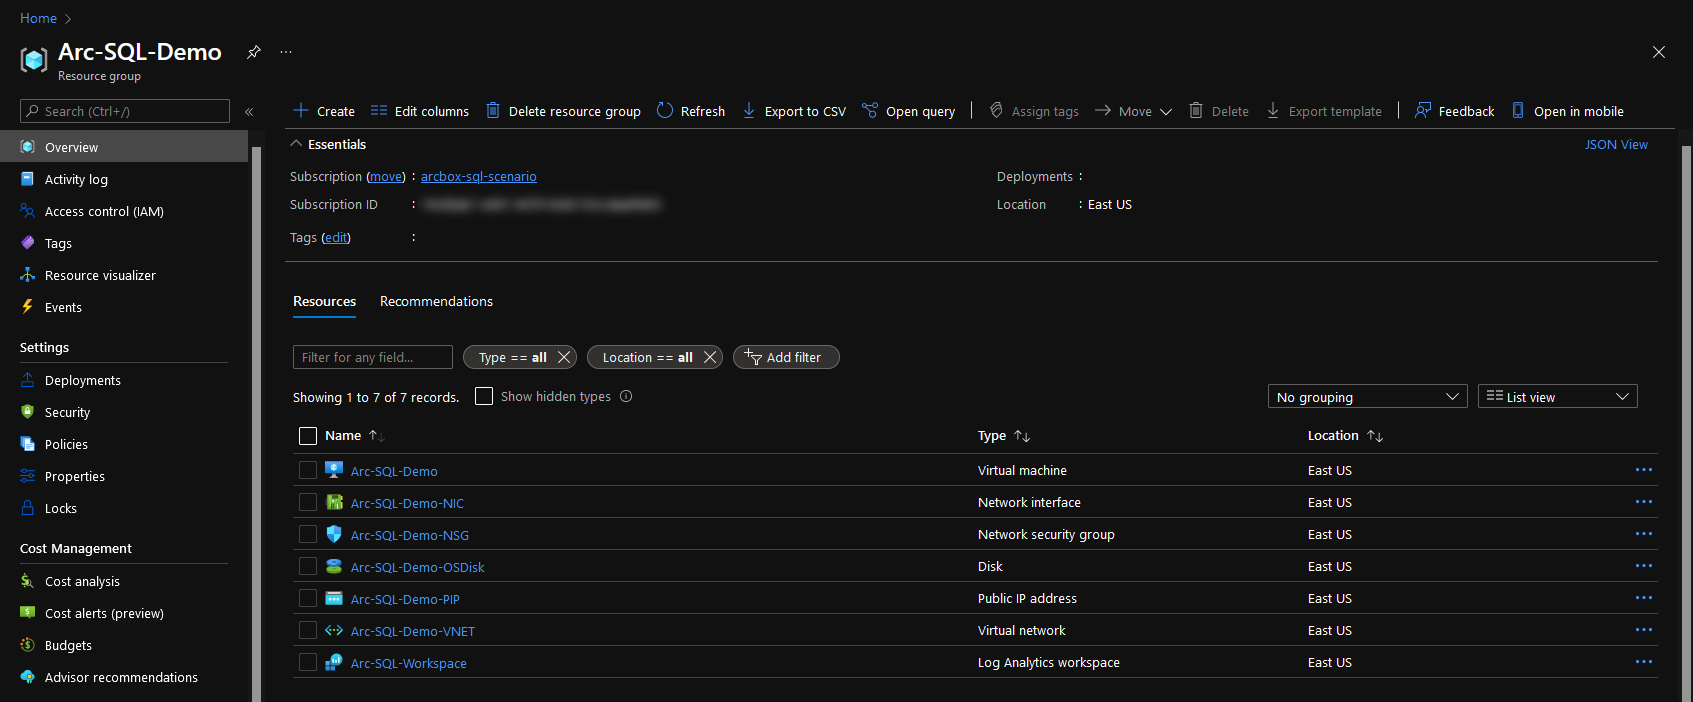 Home
Arc-SQL-Demo
Resource group
Search (Ctrl+/)
Create Edit columns Delete resource group Refresh Export to CSV Open query Assign tags Move Delete Export template Feedback Open in mobile
Overview
Activity log
Access control (IAM)
Tags
Resource visualizer
Events
Settings
Deployments
Security
Policies
Properties
Locks
Cost Management
Cost analysis
Cost alerts (preview)
Budgets
Advisor recommendations
Essentials JSON View
Subscription (move) : arcbox-sql-scenario Deployments :
Subscription ID : Location : East US
Tags (edit) :
Resources Recommendations
Filter for any field... Type == all Location == all Add filter
Showing 1 to 7 of 7 records. Show hidden types No grouping List view
Name Type Location
Arc-SQL-Demo Virtual machine East US
Arc-SQL-Demo-NIC Network interface East US
Arc-SQL-Demo-NSG Network security group East US
Arc-SQL-Demo-OSDisk Disk East US
Arc-SQL-Demo-PIP Public IP address East US
Arc-SQL-Demo-VNET Virtual network East US
Arc-SQL-Workspace Log Analytics workspace East US